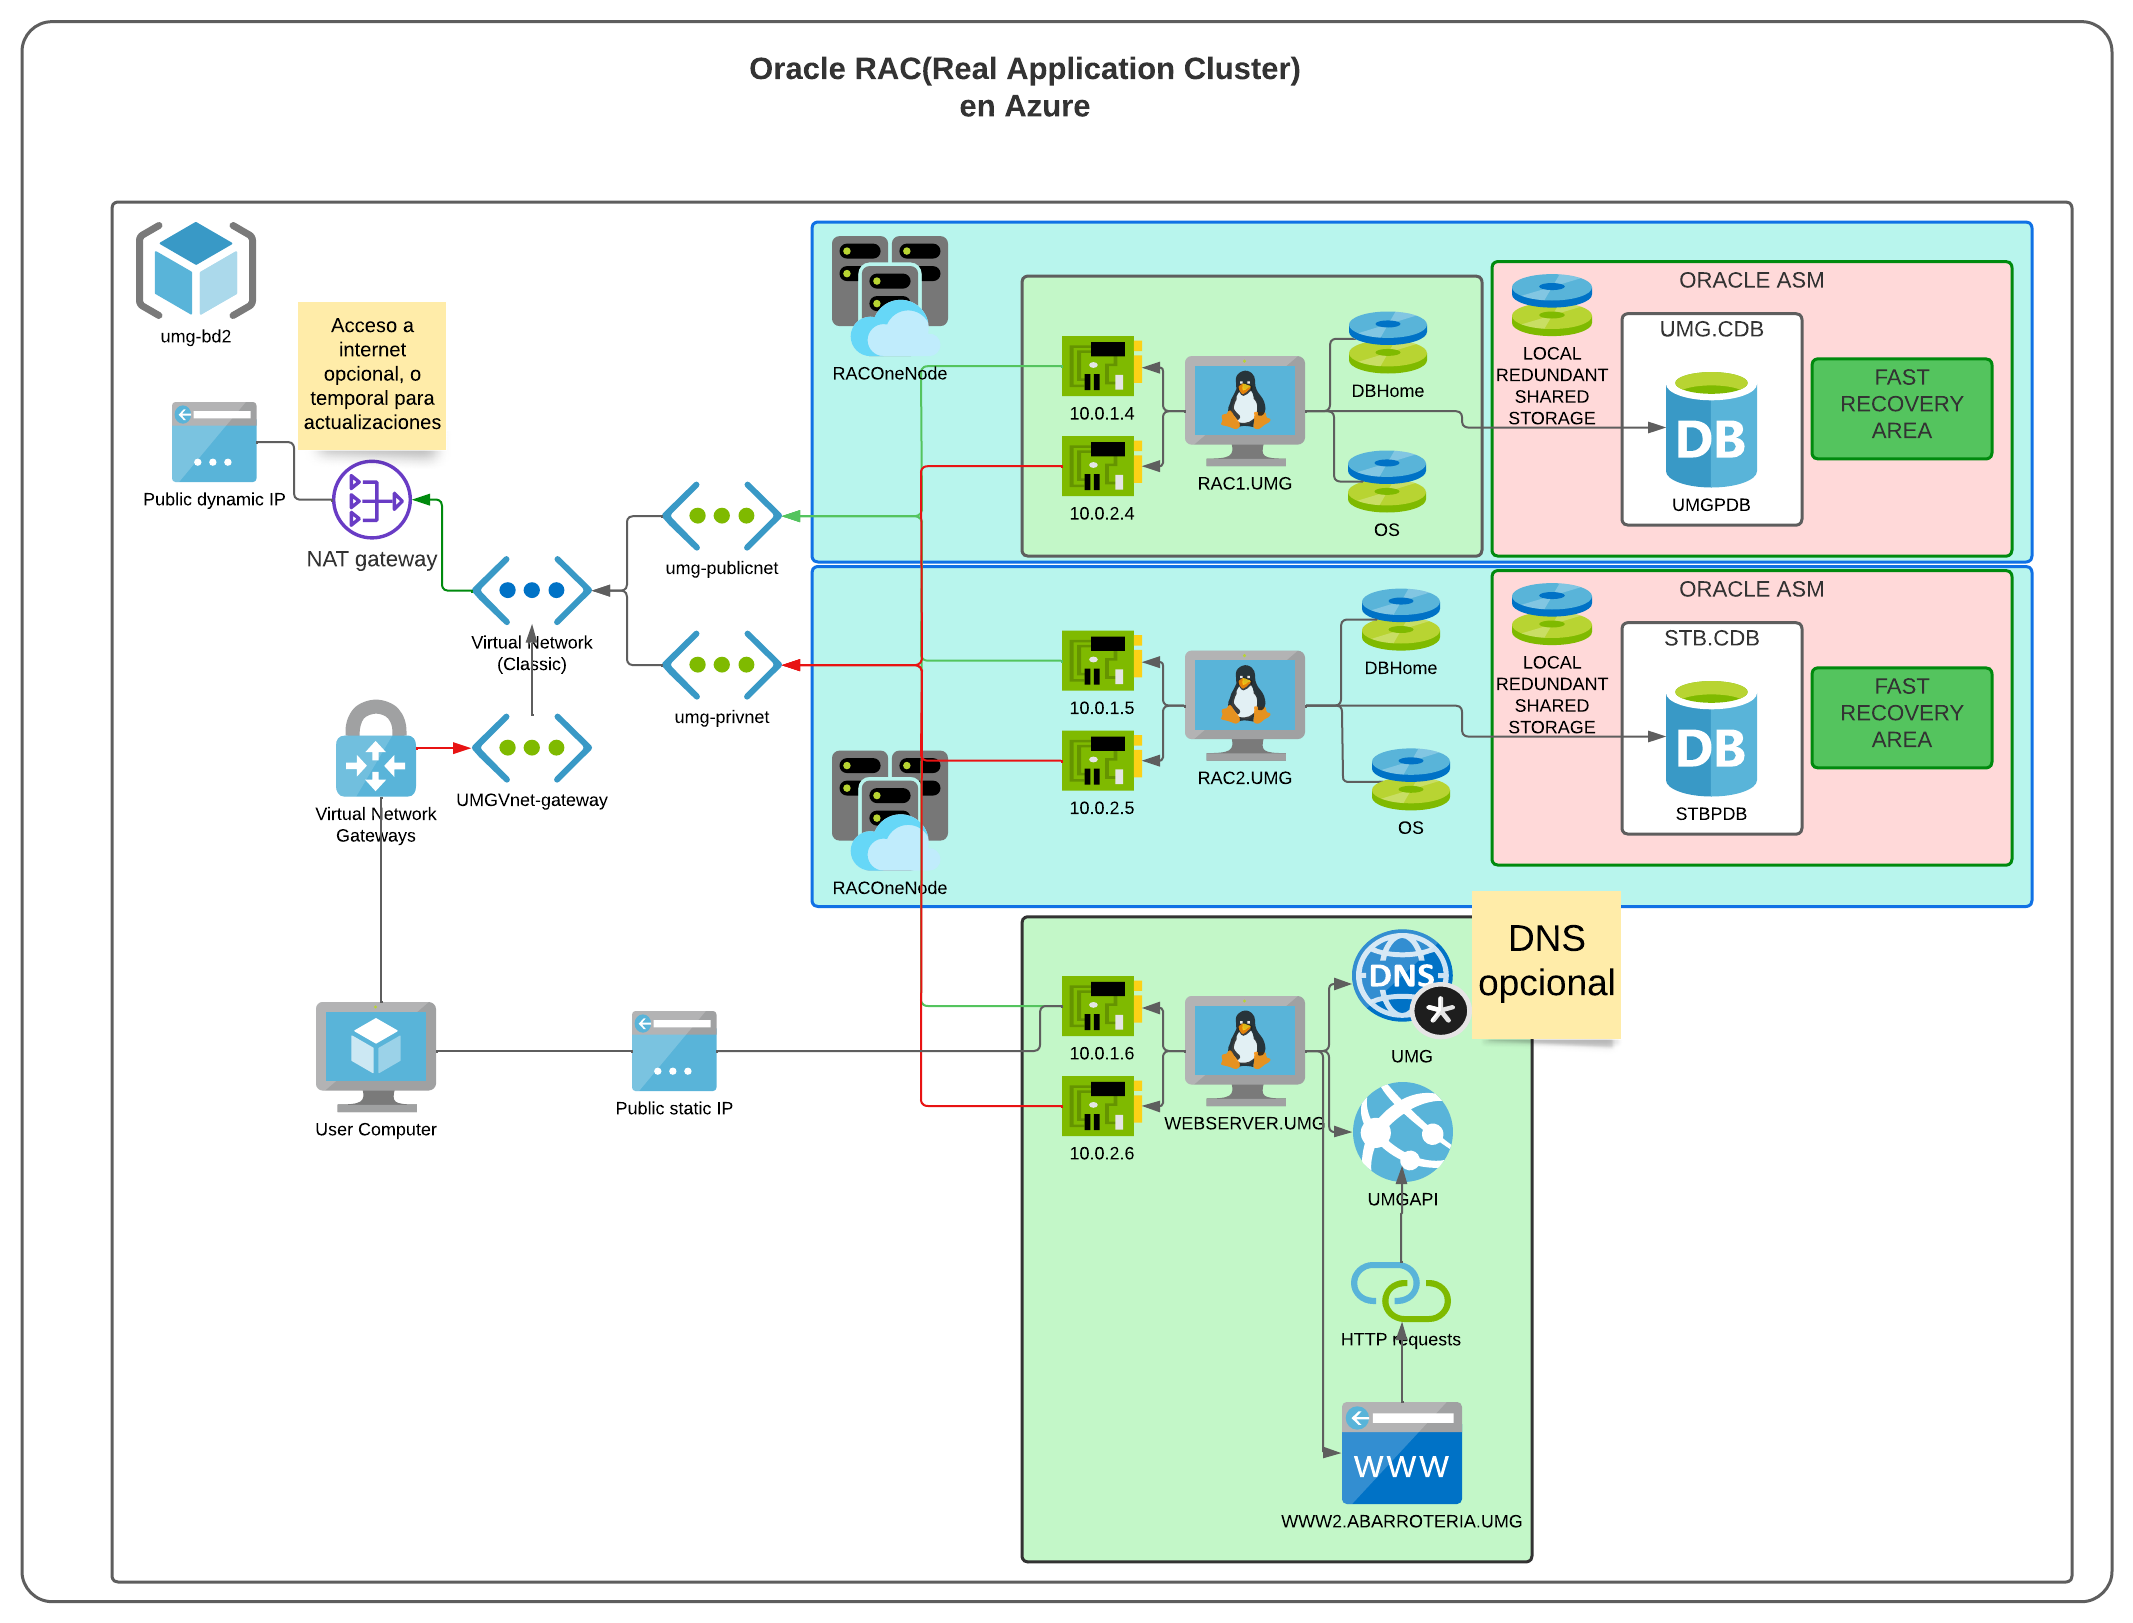 Oracle RAC(Real Application Cluster)
en Azure
umg-bd2
Acceso a
internet
opcional, o
temporal para
actualizaciones
Public dynamic IP
NAT gateway
Virtual Network
(Classic)
umg-publicnet
umg-privnet
Virtual Network
Gateways
UMGVnet-gateway
User Computer
Public static IP
RACOneNode
10.0.1.4
10.0.2.4
RAC1.UMG
DBHome
OS
ORACLE ASM
LOCAL
REDUNDANT
SHARED
STORAGE
UMG.CDB
DB
UMGPDB
FAST
RECOVERY
AREA
RACOneNode
10.0.1.5
10.0.2.5
RAC2.UMG
DBHome
OS
ORACLE ASM
LOCAL
REDUNDANT
SHARED
STORAGE
STB.CDB
DB
STBPDB
FAST
RECOVERY
AREA
DNS
opcional
10.0.1.6
10.0.2.6
WEBSERVER.UMG
DNS
*
UMG
UMGAPI
HTTP requests
WWW
WWW2.ABARROTERIA.UMG